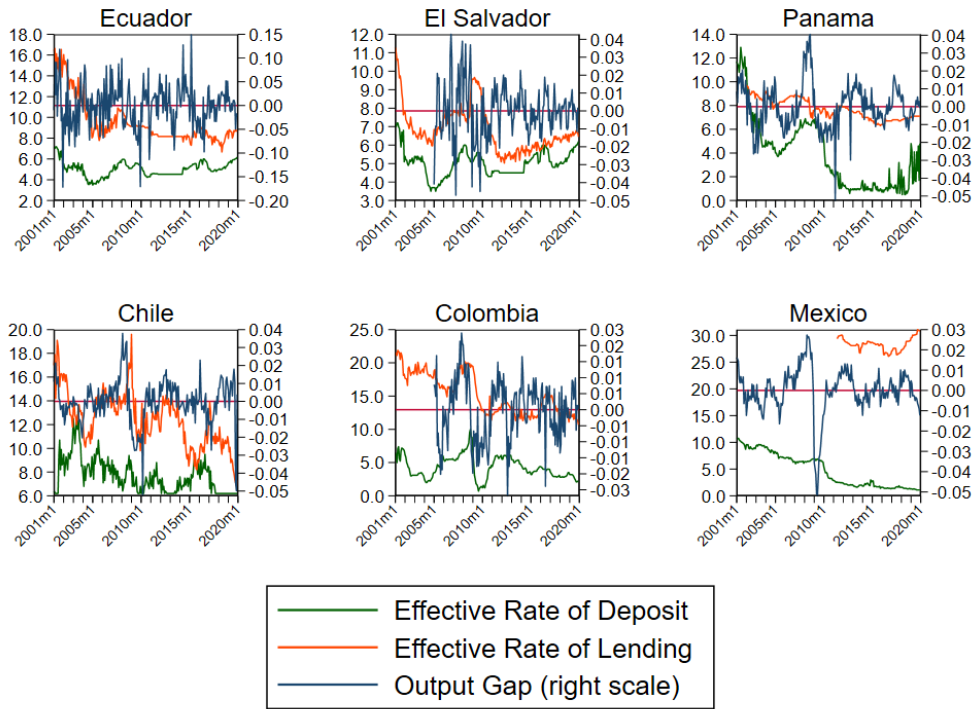 Ecuador
18.0
16.0
14.0
12.0
10.0
8.0
6.0
4.0
2.0
0.15
0.10
0.05
0.00
-0.05
-0.10
-0.15
-0.20
2001m1
2005m1
2010m1
2015m1
2020m1
El Salvador
12.0
11.0
10.0
9.0
8.0
7.0
6.0
5.0
4.0
3.0
0.04
0.03
0.02
0.01
0.00
-0.01
-0.02
-0.03
-0.04
-0.05
2001m1
2005m1
2010m1
2015m1
2020m1
Panama
14.0
12.0
10.0
8.0
6.0
4.0
2.0
0.0
0.04
0.03
0.02
0.01
0.00
-0.01
-0.02
-0.03
-0.04
-0.05
2001m1
2005m1
2010m1
2015m1
2020m1
Chile
20.0
18.0
16.0
14.0
12.0
10.0
8.0
6.0
0.04
0.03
0.02
0.01
0.00
-0.01
-0.02
-0.03
-0.04
-0.05
2001m1
2005m1
2010m1
2015m1
2020m1
Colombia
25.0
20.0
15.0
10.0
5.0
0.0
0.03
0.02
0.02
0.01
0.01
0.00
-0.01
-0.01
-0.02
-0.02
-0.03
2001m1
2005m1
2010m1
2015m1
2020m1
Mexico
30.0
25.0
20.0
15.0
10.0
5.0
0.0
0.03
0.02
0.01
0.00
-0.01
-0.02
-0.03
-0.04
-0.05
2001m1
2005m1
2010m1
2015m1
2020m1
Effective Rate of Deposit
Effective Rate of Lending
Output Gap (right scale)